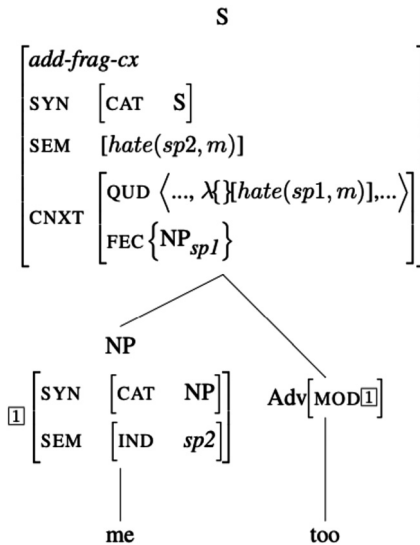 S
add-frag-cx
SYN [CAT S]
SEM [hate(sp2, m)]
CNXT [QUD ⟨..., λ{}[hate(sp1, m)],...⟩
FEC {NP_sp1}]
NP
1 [SYN [CAT NP]
SEM [IND sp2]]
Adv[MOD 1]
me
too